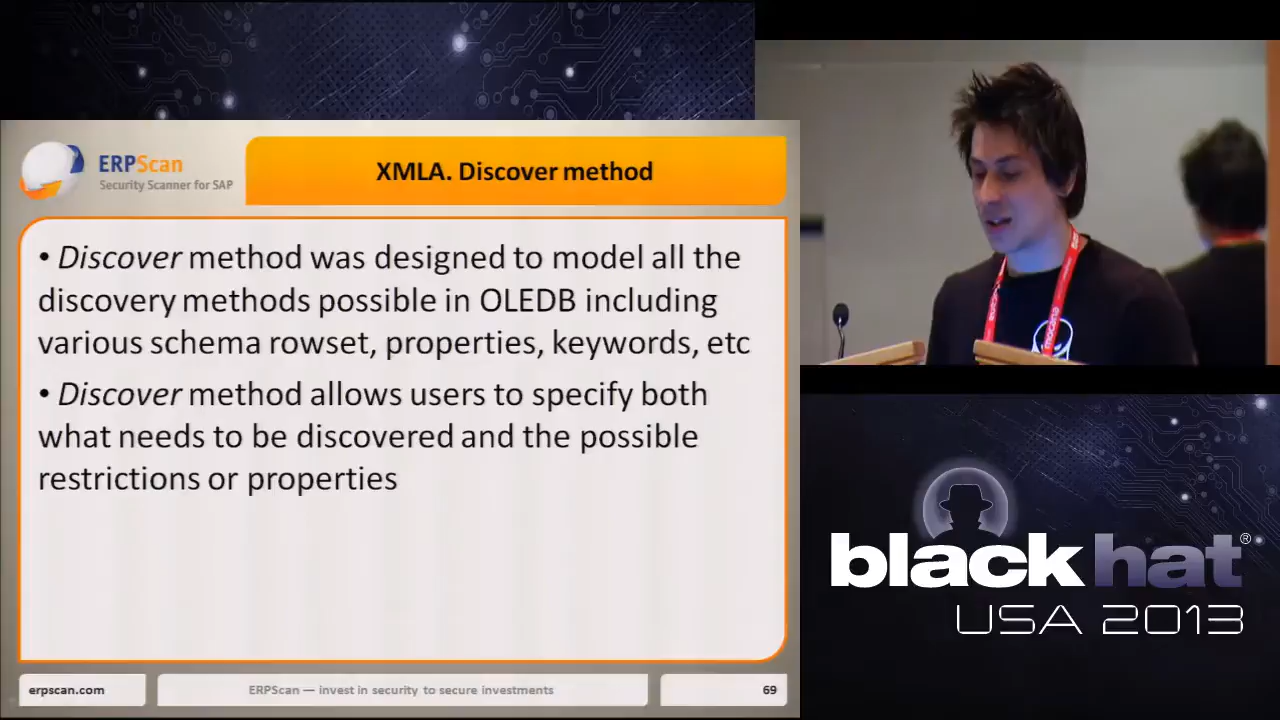 ERPScan
Security Scanner for SAP
XMLA. Discover method
• Discover method was designed to model all the
discovery methods possible in OLEDB including
various schema rowset, properties, keywords, etc
• Discover method allows users to specify both
what needs to be discovered and the possible
restrictions or properties
erpscan.com
ERPScan — invest in security to secure investments
69
black hat®
USA 2013